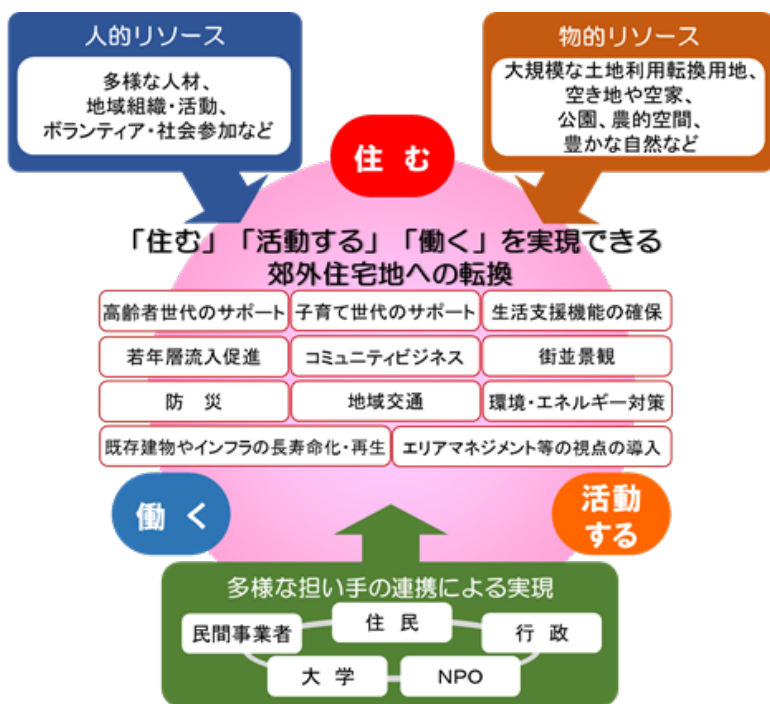 人的リソース
多様な人材、
地域組織・活動、
ボランティア・社会参加など
物的リソース
大規模な土地利用転換用地、
空き地や空家、
公園、農的空間、
豊かな自然など
住 む
「住む」「活動する」「働く」を実現できる
郊外住宅地への転換
高齢者世代のサポート
子育て世代のサポート
生活支援機能の確保
若年層流入促進
コミュニティビジネス
街並景観
防 災
地域交通
環境・エネルギー対策
既存建物やインフラの長寿命化・再生
エリアマネジメント等の視点の導入
働 く
活動
する
多様な担い手の連携による実現
民間事業者
住 民
行 政
大 学
NPO